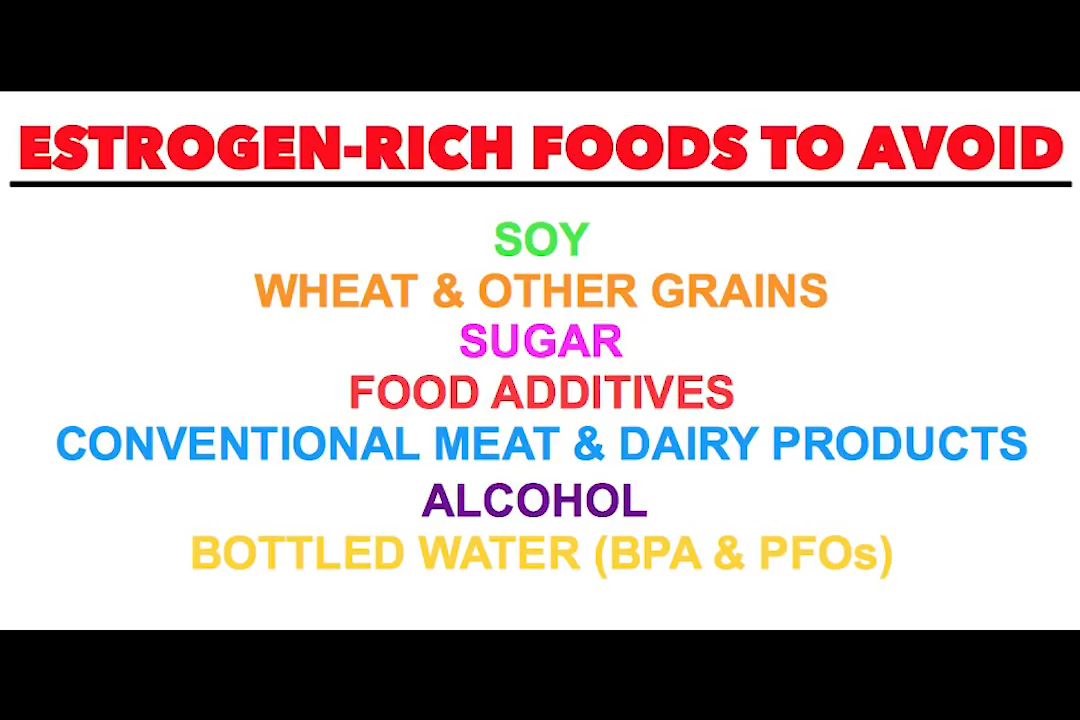 ESTROGEN-RICH FOODS TO AVOID
SOY
WHEAT & OTHER GRAINS
SUGAR
FOOD ADDITIVES
CONVENTIONAL MEAT & DAIRY PRODUCTS
ALCOHOL
BOTTLED WATER (BPA & PFOs)